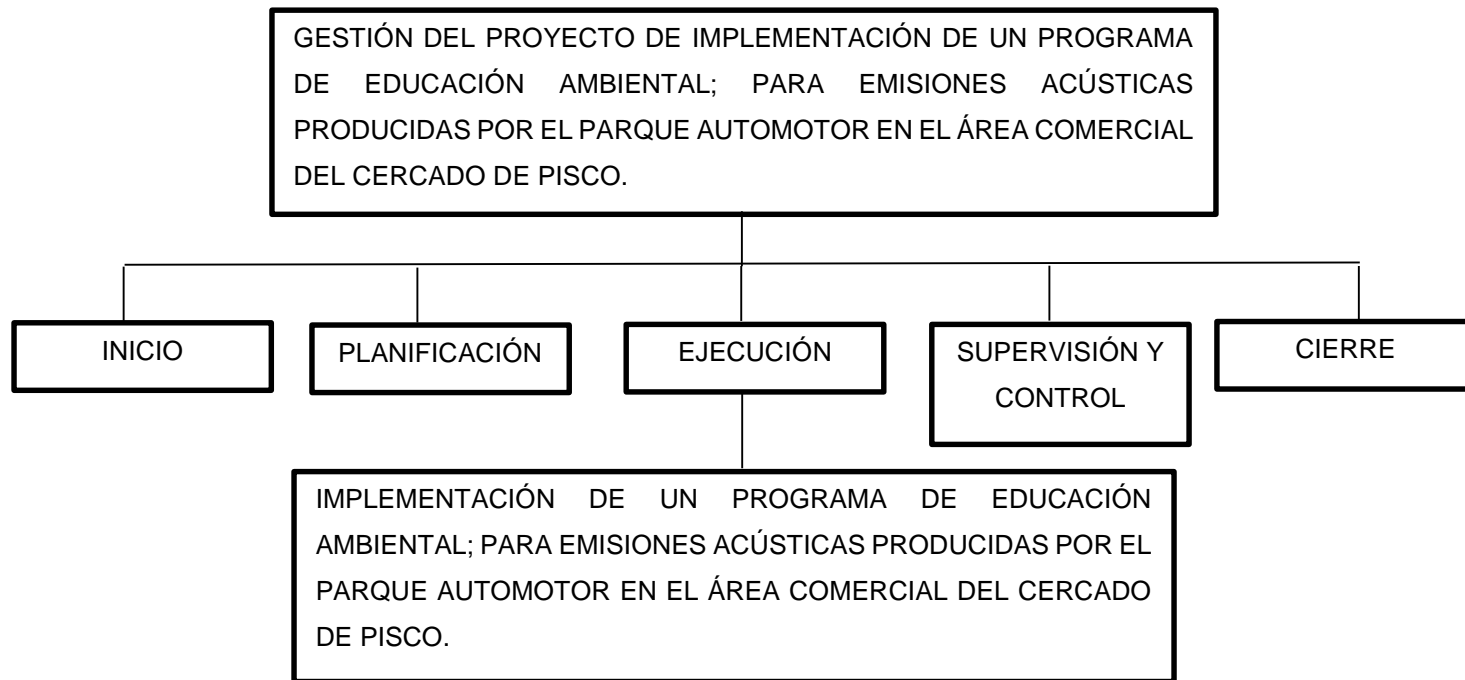 GESTIÓN DEL PROYECTO DE IMPLEMENTACIÓN DE UN PROGRAMA
DE EDUCACIÓN AMBIENTAL; PARA EMISIONES ACÚSTICAS
PRODUCIDAS POR EL PARQUE AUTOMOTOR EN EL ÁREA COMERCIAL
DEL CERCADO DE PISCO.
INICIO
PLANIFICACIÓN
EJECUCIÓN
SUPERVISIÓN Y
CONTROL
CIERRE
IMPLEMENTACIÓN DE UN PROGRAMA DE EDUCACIÓN
AMBIENTAL; PARA EMISIONES ACÚSTICAS PRODUCIDAS POR EL
PARQUE AUTOMOTOR EN EL ÁREA COMERCIAL DEL CERCADO
DE PISCO.